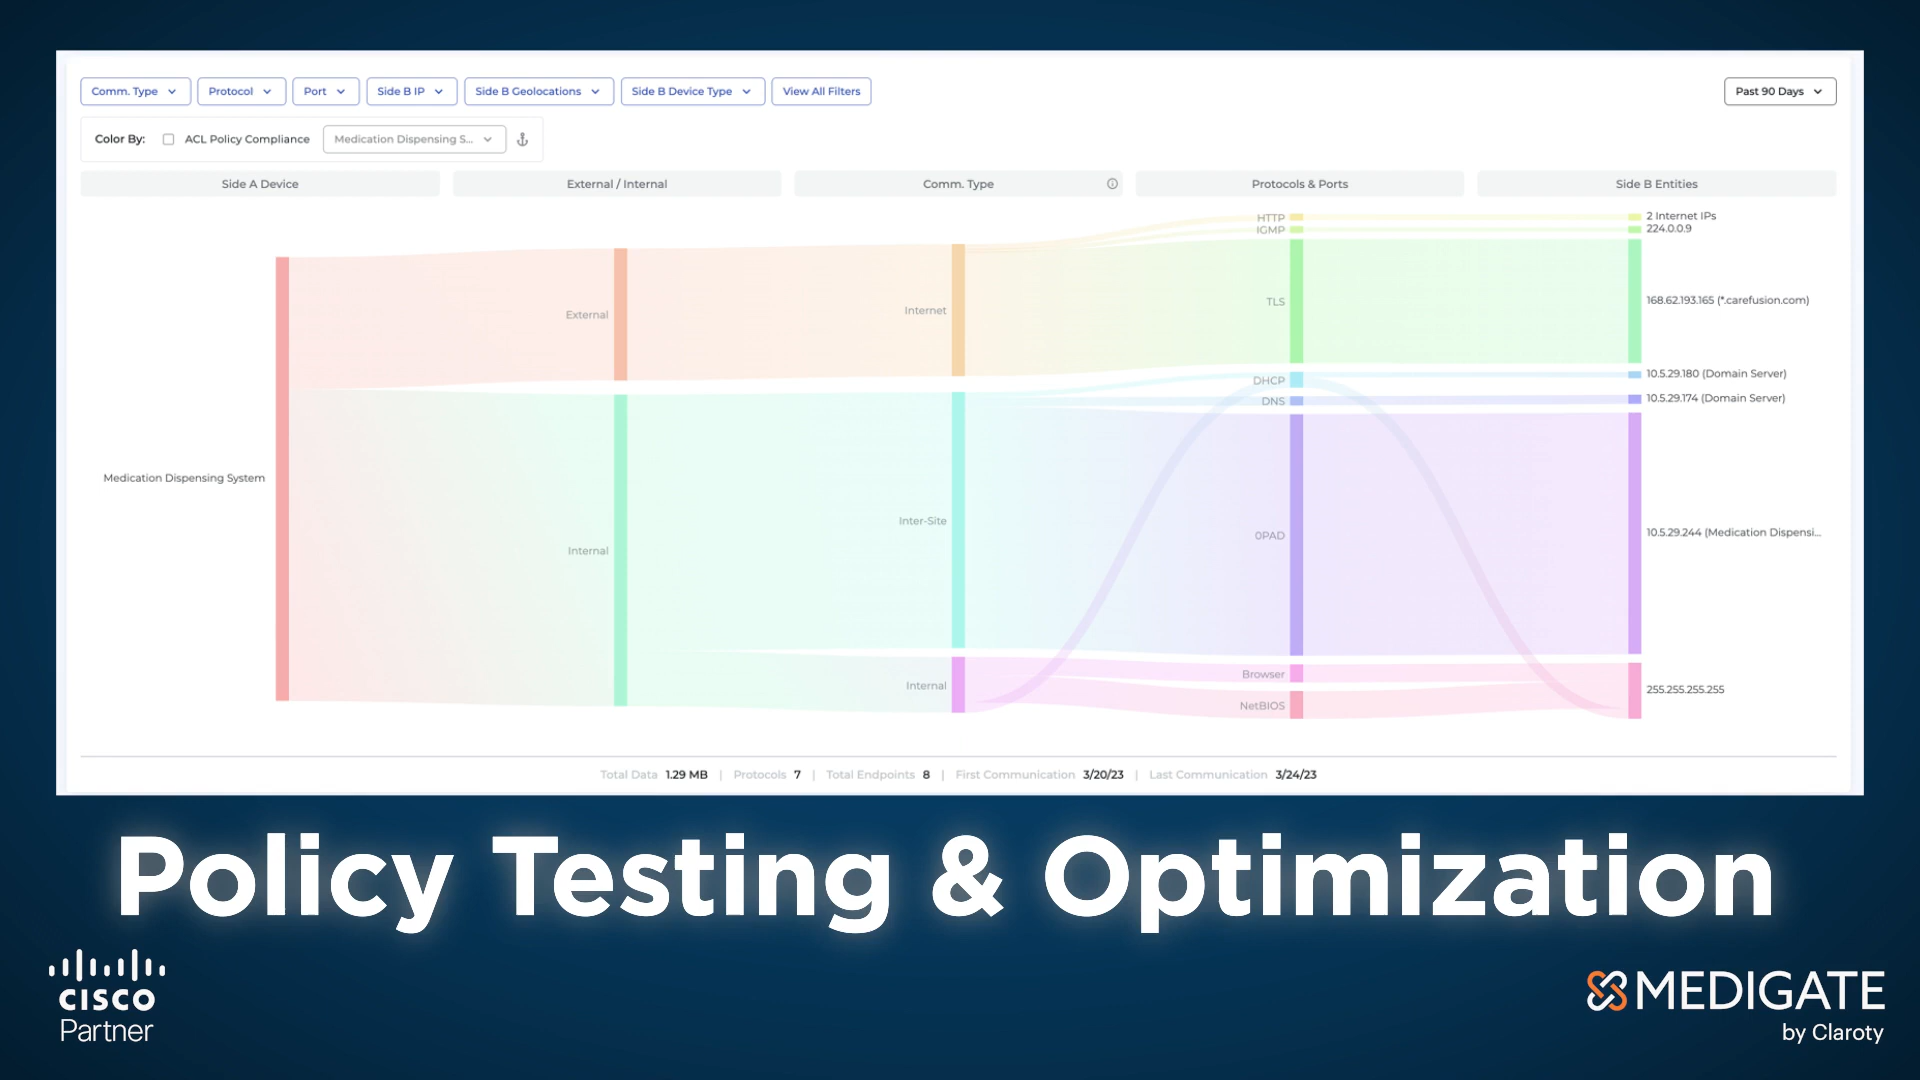 Comm. Type Protocol Port Side B IP Side B Geolocations Side B Device Type View All Filters Past 90 Days
Color By: ACL Policy Compliance Medication Dispensing S...
Side A Device External / Internal Comm. Type Protocols & Ports Side B Entities
HTTP 2 Internet IPs
IGMP 224.0.0.9
TLS 168.62.193.165 (*.carefusion.com)
External Internet
DHCP 10.5.29.180 (Domain Server)
DNS 10.5.29.174 (Domain Server)
Medication Dispensing System
Inter-Site
0PAD 10.5.29.244 (Medication Dispensi...
Internal
Browser
Internal 255.255.255.255
NetBIOS
Total Data 1.29 MB | Protocols 7 | Total Endpoints 8 | First Communication 3/20/23 | Last Communication 3/24/23
Policy Testing & Optimization
CISCO
Partner
MEDIGATE
by Claroty